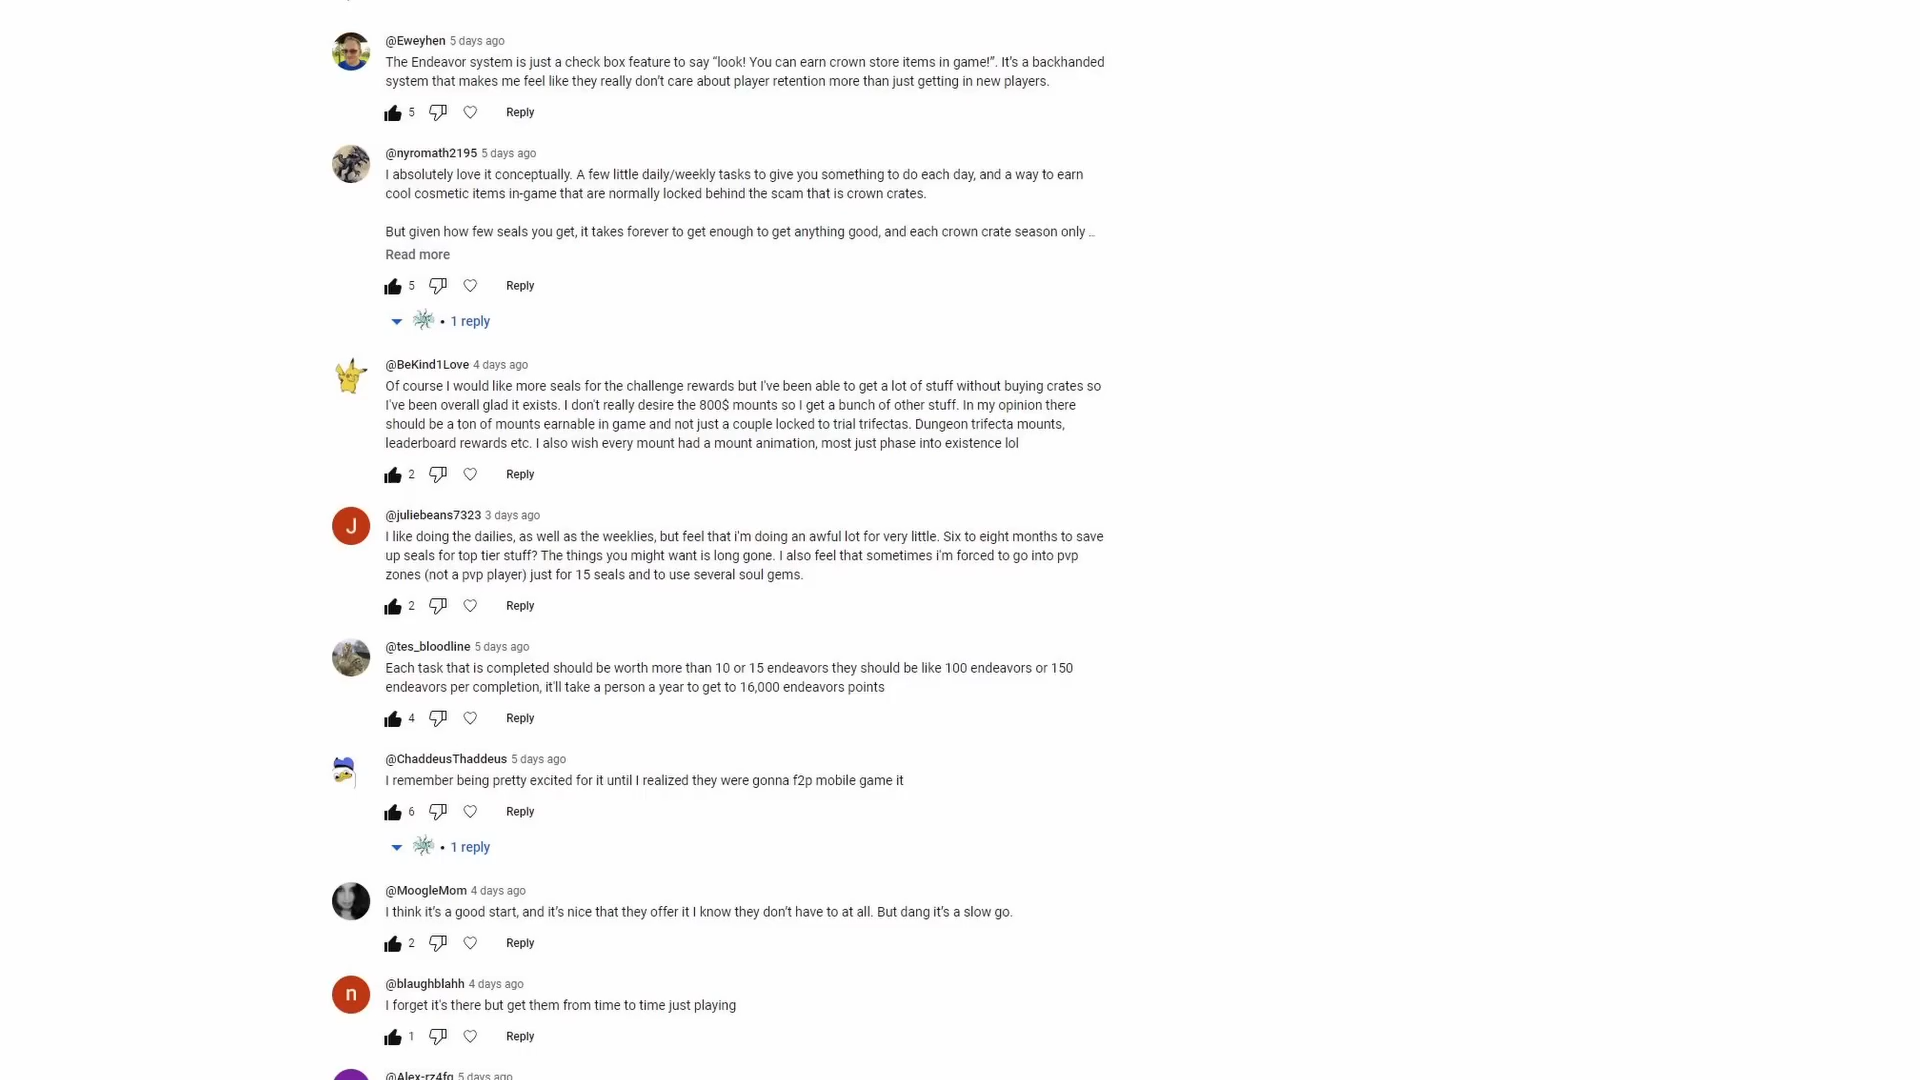 @Eweyhen 5 days ago
The Endeavor system is just a check box feature to say “look! You can earn crown store items in game!”. It’s a backhanded
system that makes me feel like they really don’t care about player retention more than just getting in new players.
5 Reply
@nyromath2195 5 days ago
I absolutely love it conceptually. A few little daily/weekly tasks to give you something to do each day, and a way to earn
cool cosmetic items in-game that are normally locked behind the scam that is crown crates.
But given how few seals you get, it takes forever to get enough to get anything good, and each crown crate season only ...
Read more
5 Reply
• 1 reply
@BeKind1Love 4 days ago
Of course I would like more seals for the challenge rewards but I've been able to get a lot of stuff without buying crates so
I've been overall glad it exists. I don't really desire the 800$ mounts so I get a bunch of other stuff. In my opinion there
should be a ton of mounts earnable in game and not just a couple locked to trial trifectas. Dungeon trifecta mounts,
leaderboard rewards etc. I also wish every mount had a mount animation, most just phase into existence lol
2 Reply
J
@juliebeans7323 3 days ago
I like doing the dailies, as well as the weeklies, but feel that i'm doing an awful lot for very little. Six to eight months to save
up seals for top tier stuff? The things you might want is long gone. I also feel that sometimes i'm forced to go into pvp
zones (not a pvp player) just for 15 seals and to use several soul gems.
2 Reply
@tes_bloodline 5 days ago
Each task that is completed should be worth more than 10 or 15 endeavors they should be like 100 endeavors or 150
endeavors per completion, it'll take a person a year to get to 16,000 endeavors points
4 Reply
@ChaddeusThaddeus 5 days ago
I remember being pretty excited for it until I realized they were gonna f2p mobile game it
6 Reply
• 1 reply
@MoogleMom 4 days ago
I think it’s a good start, and it’s nice that they offer it I know they don’t have to at all. But dang it’s a slow go.
2 Reply
n
@blaughblahh 4 days ago
I forget it's there but get them from time to time just playing
1 Reply
@Alex-rz4fg 5 days ago